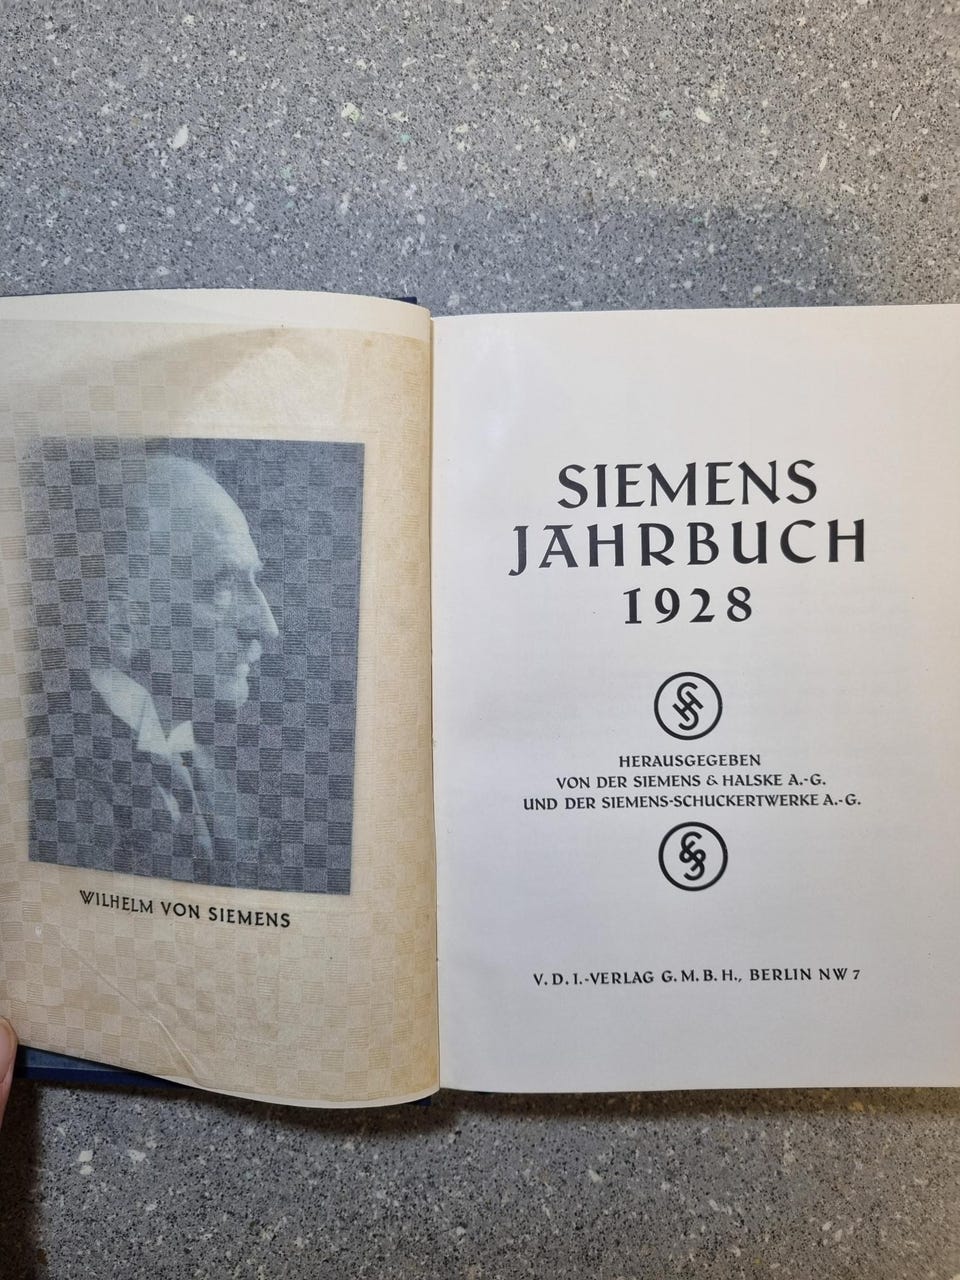 WILHELM VON SIEMENS
SIEMENS
JAHRBUCH
1928
HERAUSGEGEBEN
VON DER SIEMENS & HALSKE A.-G.
UND DER SIEMENS-SCHUCKERTWERKE A.-G.
V. D. I.-VERLAG G. M. B. H., BERLIN NW 7